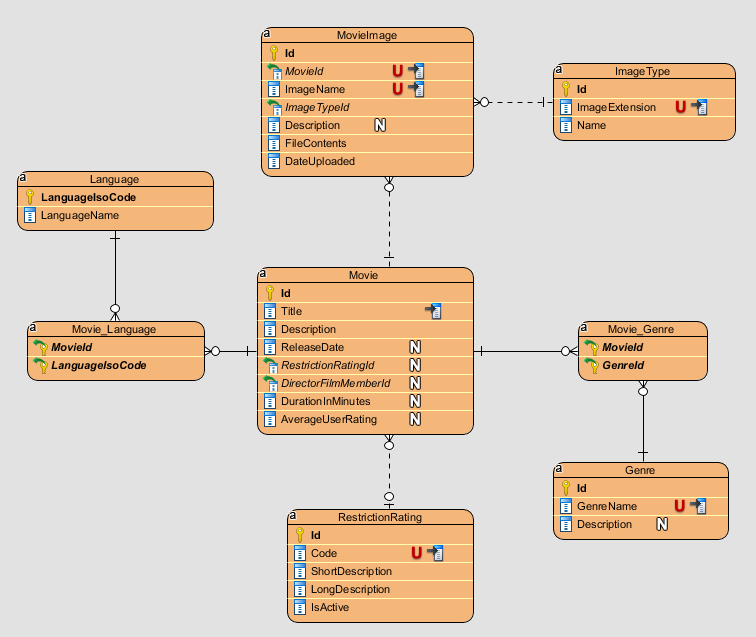 a
MovieImage
Id
MovieId U
ImageName U
ImageTypeId
Description N
FileContents
DateUploaded
a
ImageType
Id
ImageExtension U
Name
a
Language
LanguageIsoCode
LanguageName
a
Movie
Id
Title
Description
ReleaseDate N
RestrictionRatingId N
DirectorFilmMemberId N
DurationInMinutes N
AverageUserRating N
a
Movie_Language
MovieId
LanguageIsoCode
a
Movie_Genre
MovieId
GenreId
a
Genre
Id
GenreName U
Description N
a
RestrictionRating
Id
Code U
ShortDescription
LongDescription
IsActive